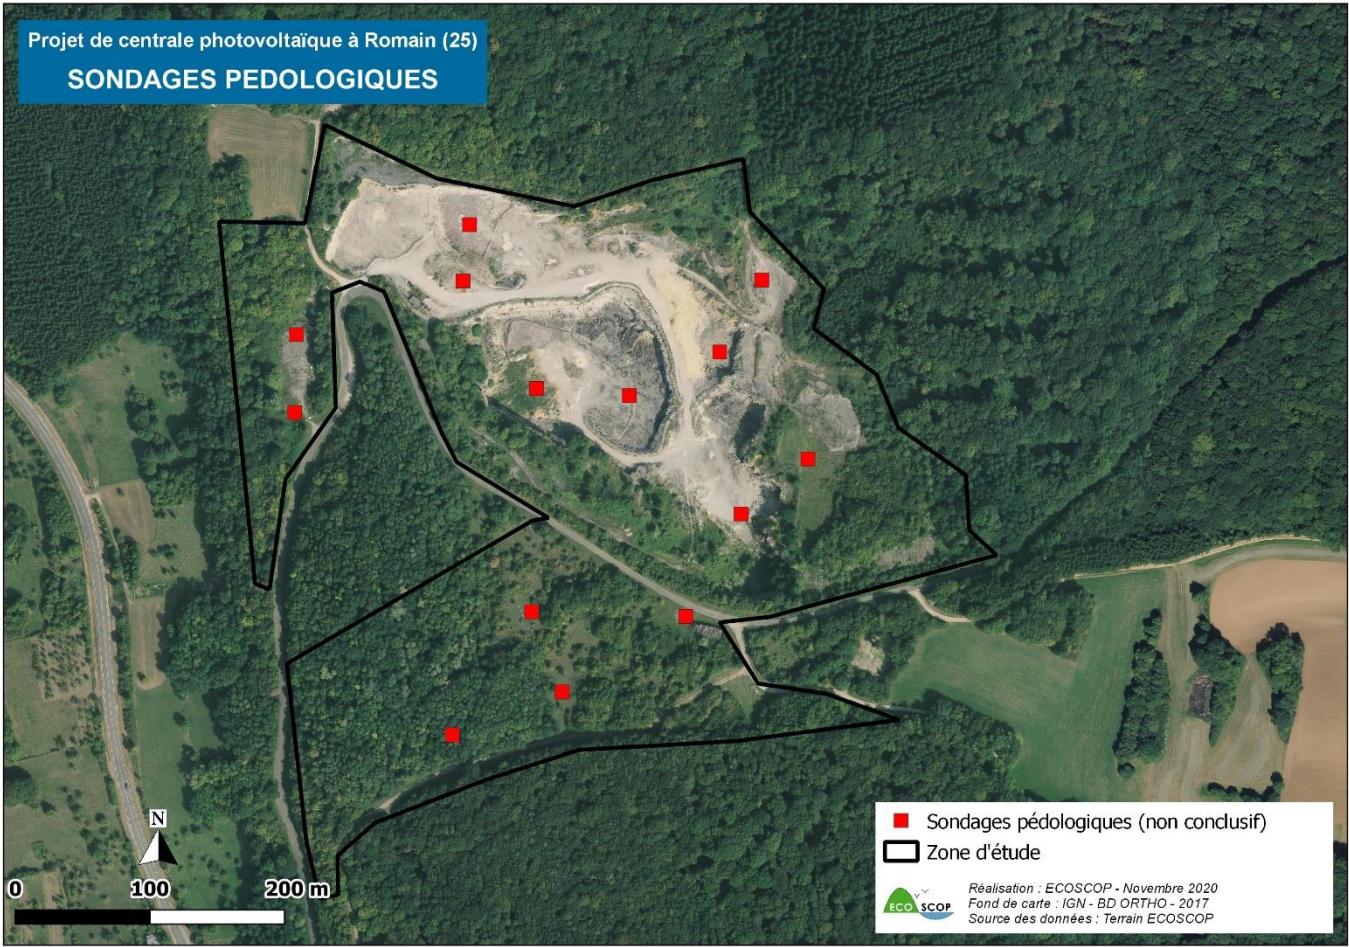 Projet de centrale photovoltaïque à Romain (25)
SONDAGES PEDOLOGIQUES
N
0 100 200 m
Sondages pédologiques (non conclusif)
Zone d'étude
ECO SCOP
Réalisation : ECOSCOP - Novembre 2020
Fond de carte : IGN - BD ORTHO - 2017
Source des données : Terrain ECOSCOP